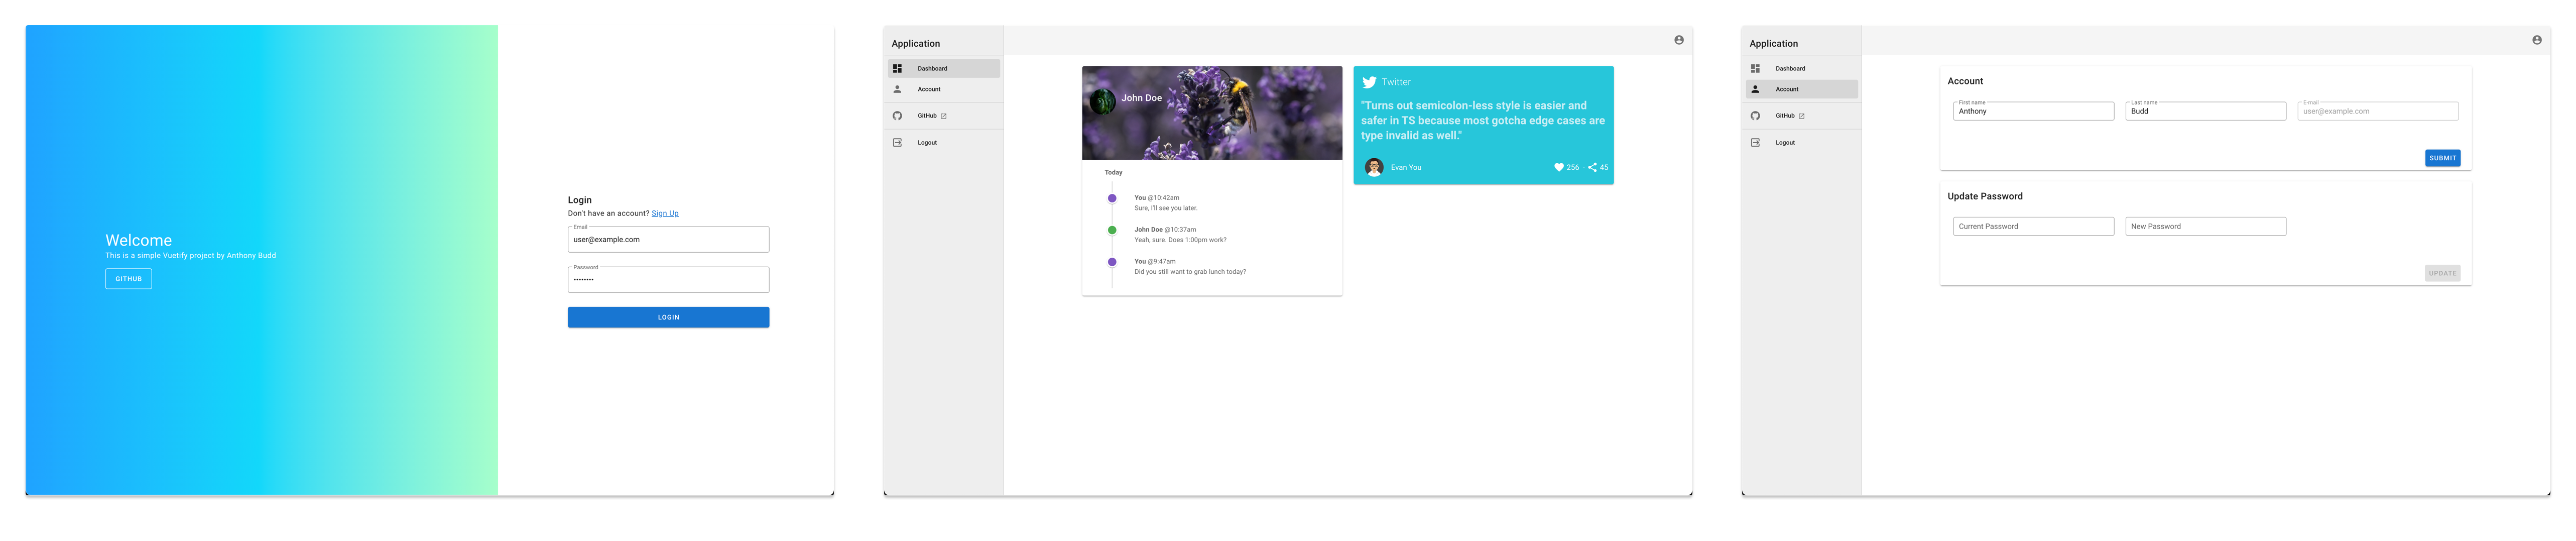 Welcome
This is a simple Vuetify project by Anthony Budd
GITHUB
Login
Don't have an account? Sign Up
Email
user@example.com
Password
••••••••
LOGIN
Application
Dashboard
Account
GitHub
Logout
John Doe
Today
You @10:42am
Sure, I'll see you later.
John Doe @10:37am
Yeah, sure. Does 1:00pm work?
You @9:47am
Did you still want to grab lunch today?
Twitter
"Turns out semicolon-less style is easier and
safer in TS because most gotcha edge cases are
type invalid as well."
Evan You
256 · 45
Application
Dashboard
Account
GitHub
Logout
Account
First name
Anthony
Last name
Budd
E-mail
user@example.com
SUBMIT
Update Password
Current Password
New Password
UPDATE